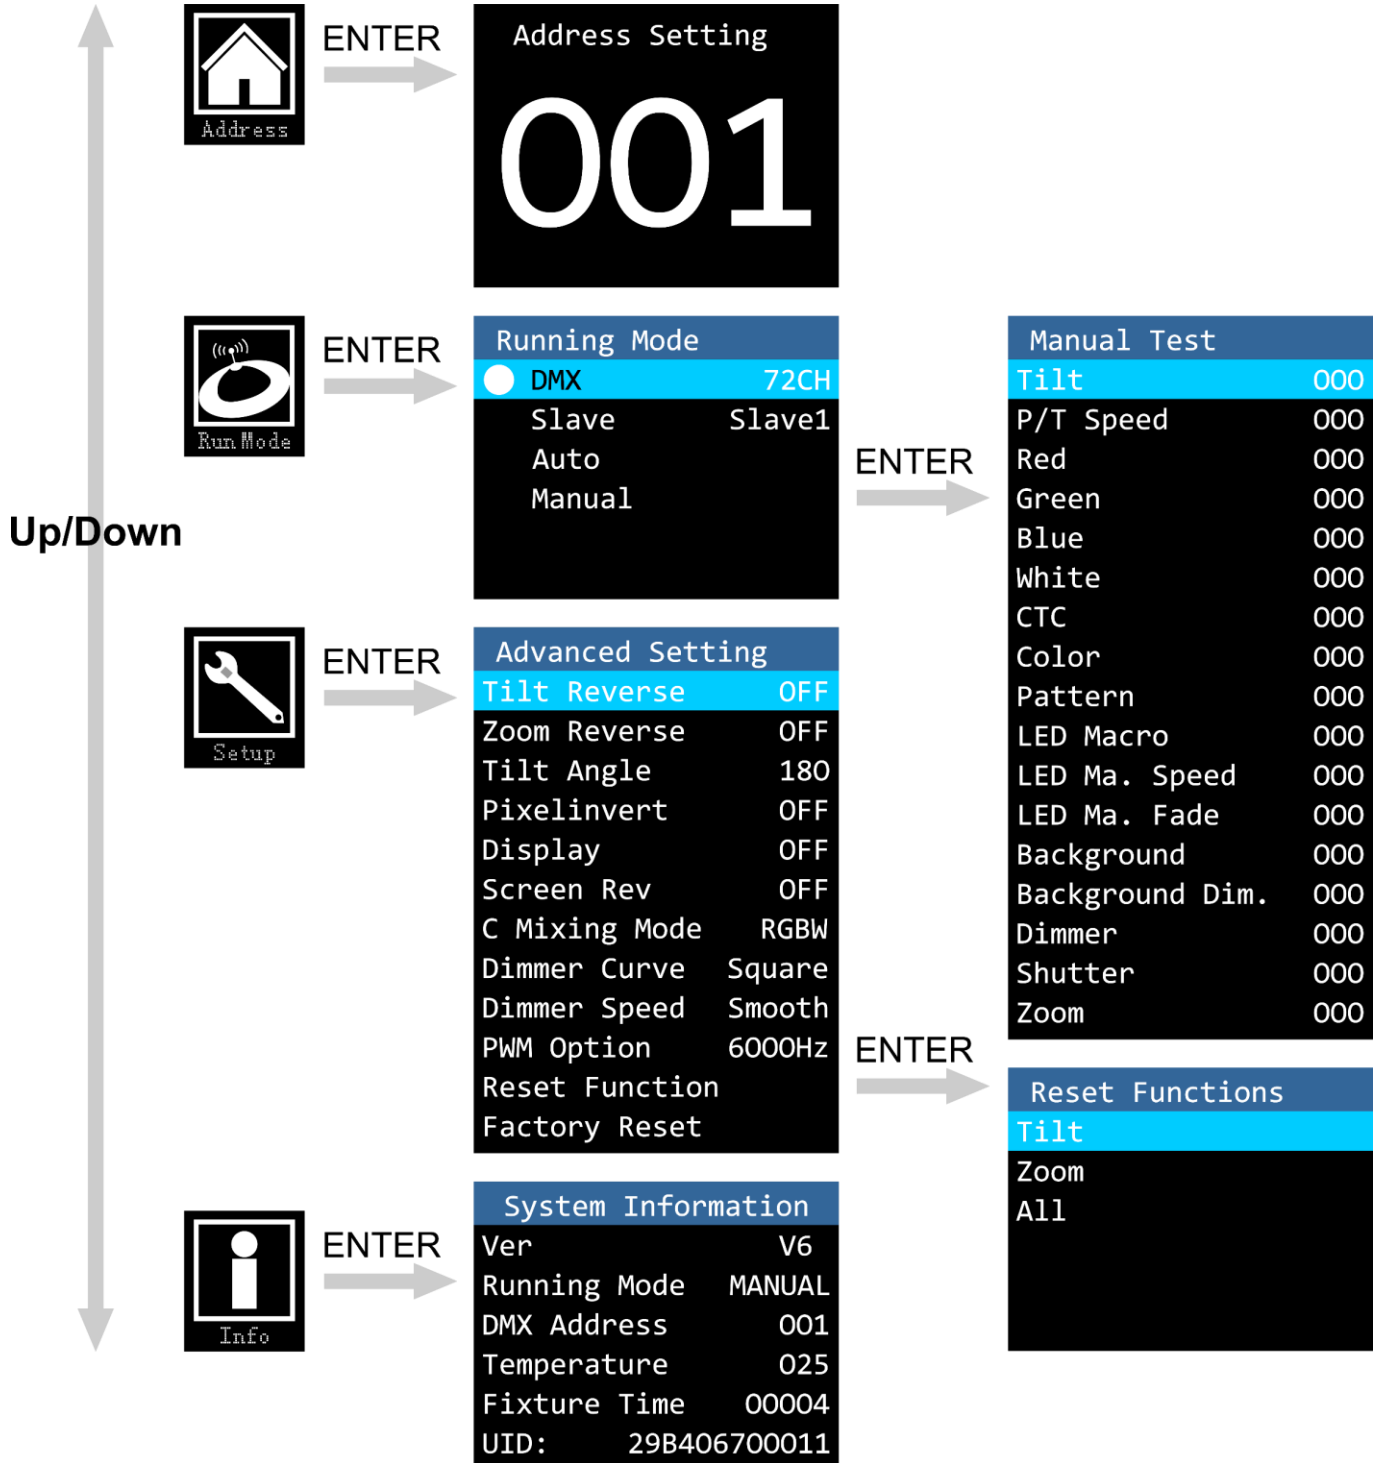 Up/Down
Address
ENTER
Address Setting
001
Run Mode
ENTER
Running Mode
DMX 72CH
Slave Slave1
Auto
Manual
ENTER
Manual Test
Tilt 000
P/T Speed 000
Red 000
Green 000
Blue 000
White 000
CTC 000
Color 000
Pattern 000
LED Macro 000
LED Ma. Speed 000
LED Ma. Fade 000
Background 000
Background Dim. 000
Dimmer 000
Shutter 000
Zoom 000
Setup
ENTER
Advanced Setting
Tilt Reverse OFF
Zoom Reverse OFF
Tilt Angle 180
Pixelinvert OFF
Display OFF
Screen Rev OFF
C Mixing Mode RGBW
Dimmer Curve Square
Dimmer Speed Smooth
PWM Option 6000Hz
Reset Function
Factory Reset
ENTER
Reset Functions
Tilt
Zoom
All
Info
ENTER
System Information
Ver V6
Running Mode MANUAL
DMX Address 001
Temperature 025
Fixture Time 00004
UID: 29B406700011